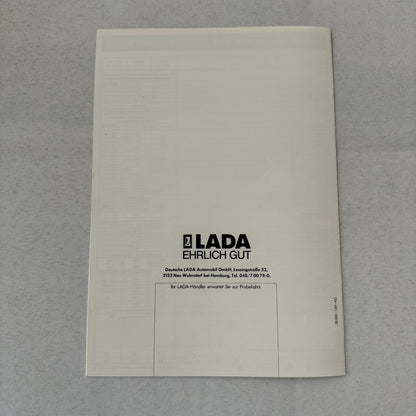 LADA
EHRLICH GUT
Deutsche LADA Automobil GmbH, Lessingstraße 52,
2153 Neu Wulmstorf bei Hamburg, Tel. 040/7 00 79-0.
Ihr LADA-Händler erwartet Sie zur Probefahrt.